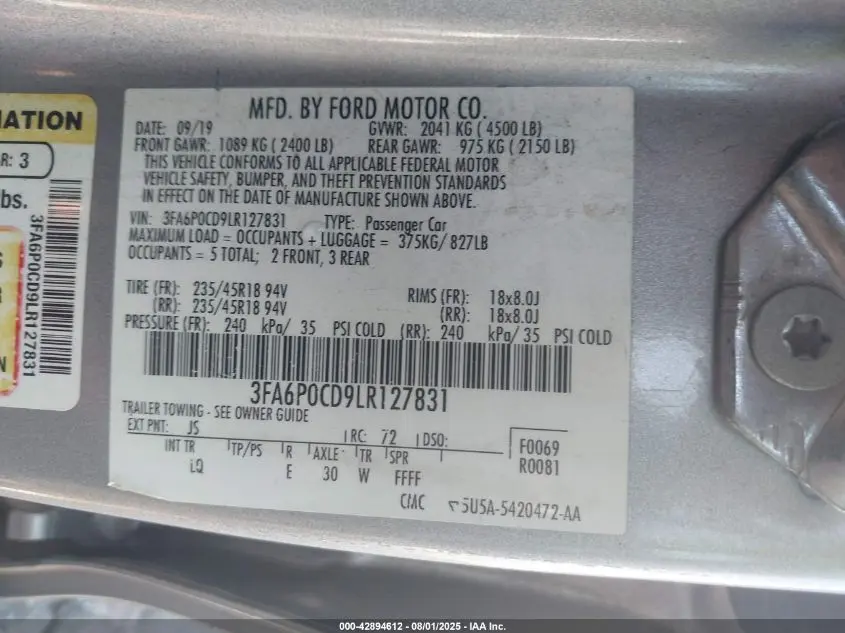 MFD. BY FORD MOTOR CO.
DATE: 09/19 GVWR: 2041 KG ( 4500 LB)
FRONT GAWR: 1089 KG ( 2400 LB) REAR GAWR: 975 KG ( 2150 LB)
THIS VEHICLE CONFORMS TO ALL APPLICABLE FEDERAL MOTOR
VEHICLE SAFETY, BUMPER, AND THEFT PREVENTION STANDARDS
IN EFFECT ON THE DATE OF MANUFACTURE SHOWN ABOVE.
VIN: 3FA6P0CD9LR127831 TYPE: Passenger Car
MAXIMUM LOAD = OCCUPANTS + LUGGAGE = 375KG/ 827LB
OCCUPANTS = 5 TOTAL; 2 FRONT, 3 REAR
TIRE (FR): 235/45R18 94V RIMS (FR): 18x8.0J
(RR): 235/45R18 94V (RR): 18x8.0J
PRESSURE (FR): 240 kPa/ 35 PSI COLD (RR): 240 kPa/ 35 PSI COLD
3FA6P0CD9LR127831
TRAILER TOWING - SEE OWNER GUIDE
EXT PNT: JS RC: 72 DSO:
F0069
R0081
INT TR TP/PS R AXLE TR SPR
LQ E 30 W FFFF
CMC 5U5A-5420472-AA
MATION
R: 3
bs.
3FA6P0CD9LR127831
S
R
N
000-42894612 - 08/01/2025 - IAA Inc.